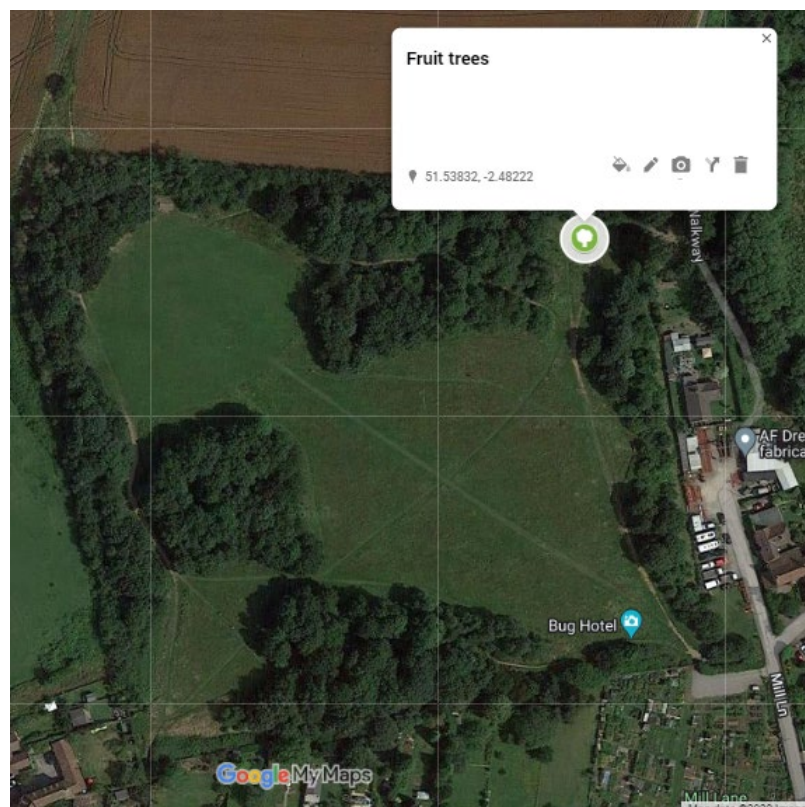 Fruit trees
51.53832, -2.48222
Walkway
AF Dre
fabrica
Bug Hotel
Mill Ln
Google My Maps
Mill Lane